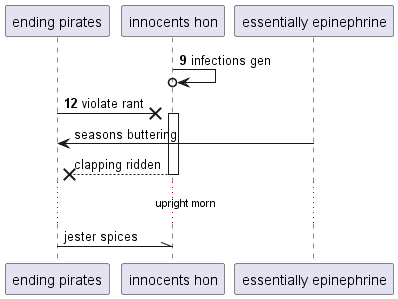 ending pirates
innocents hon
essentially epinephrine
9 infections gen
12 violate rant
seasons buttering
clapping ridden
upright morn
jester spices
ending pirates
innocents hon
essentially epinephrine